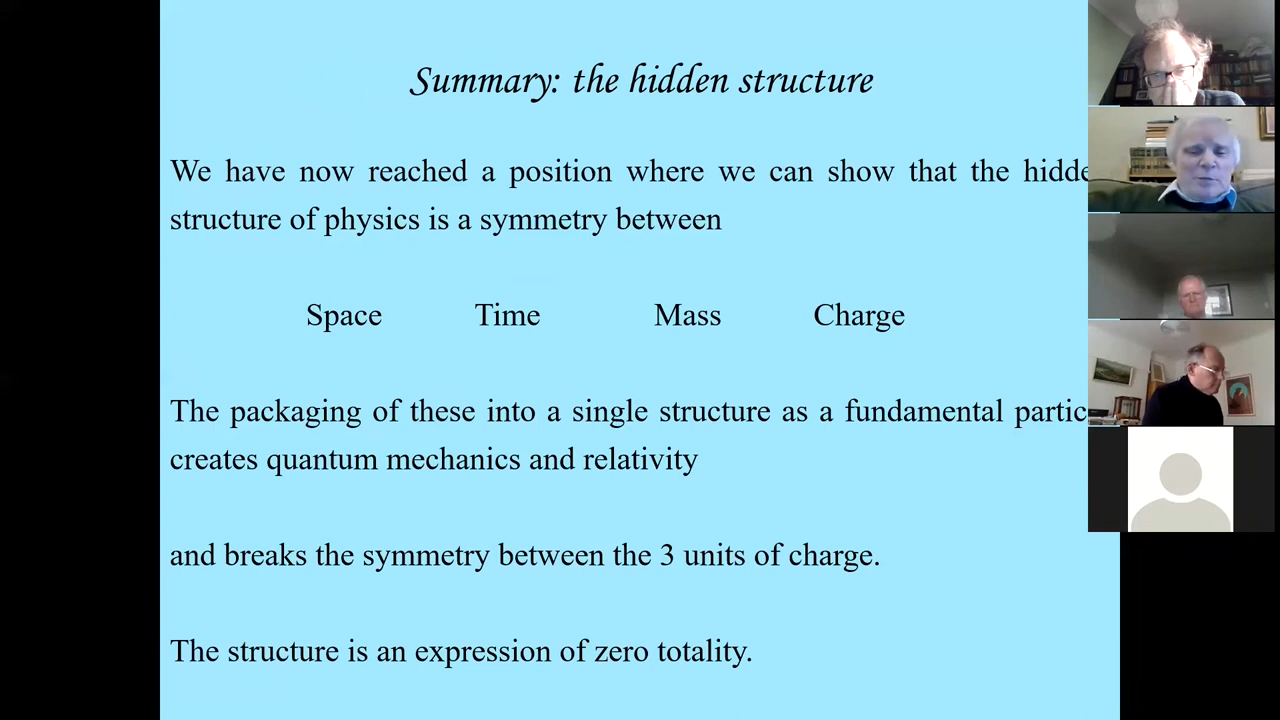 Summary: the hidden structure
We have now reached a position where we can show that the hidde
structure of physics is a symmetry between
Space Time Mass Charge
The packaging of these into a single structure as a fundamental partic
creates quantum mechanics and relativity
and breaks the symmetry between the 3 units of charge.
The structure is an expression of zero totality.